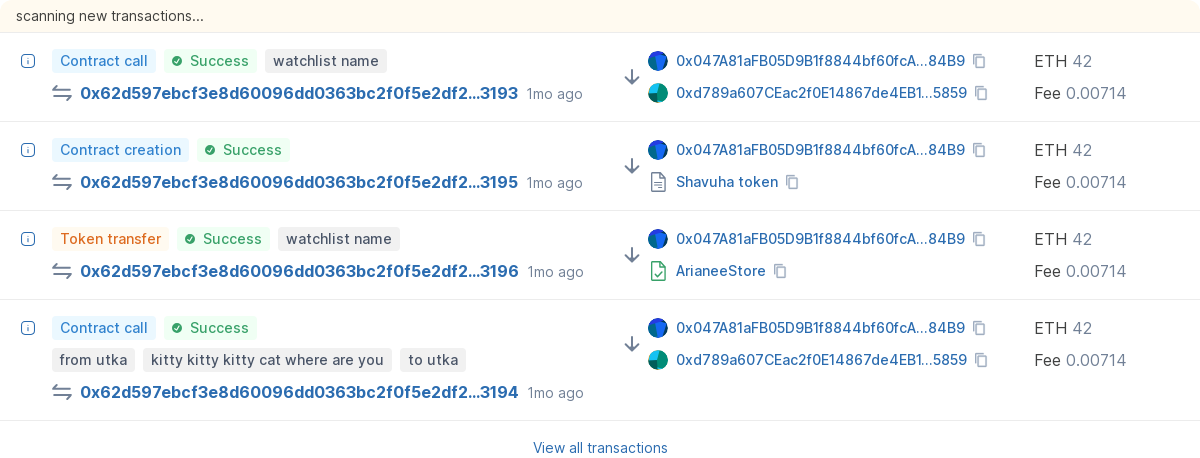 scanning new transactions...
Contract call Success watchlist name
0x62d597ebcf3e8d60096dd0363bc2f0f5e2df2...3193 1mo ago
0x047A81aFB05D9B1f8844bf60fcA...84B9
0xd789a607CEac2f0E14867de4EB1...5859
ETH 42
Fee 0.00714
Contract creation Success
0x62d597ebcf3e8d60096dd0363bc2f0f5e2df2...3195 1mo ago
0x047A81aFB05D9B1f8844bf60fcA...84B9
Shavuha token
ETH 42
Fee 0.00714
Token transfer Success watchlist name
0x62d597ebcf3e8d60096dd0363bc2f0f5e2df2...3196 1mo ago
0x047A81aFB05D9B1f8844bf60fcA...84B9
ArianeeStore
ETH 42
Fee 0.00714
Contract call Success
from utka kitty kitty kitty cat where are you to utka
0x62d597ebcf3e8d60096dd0363bc2f0f5e2df2...3194 1mo ago
0x047A81aFB05D9B1f8844bf60fcA...84B9
0xd789a607CEac2f0E14867de4EB1...5859
ETH 42
Fee 0.00714
View all transactions